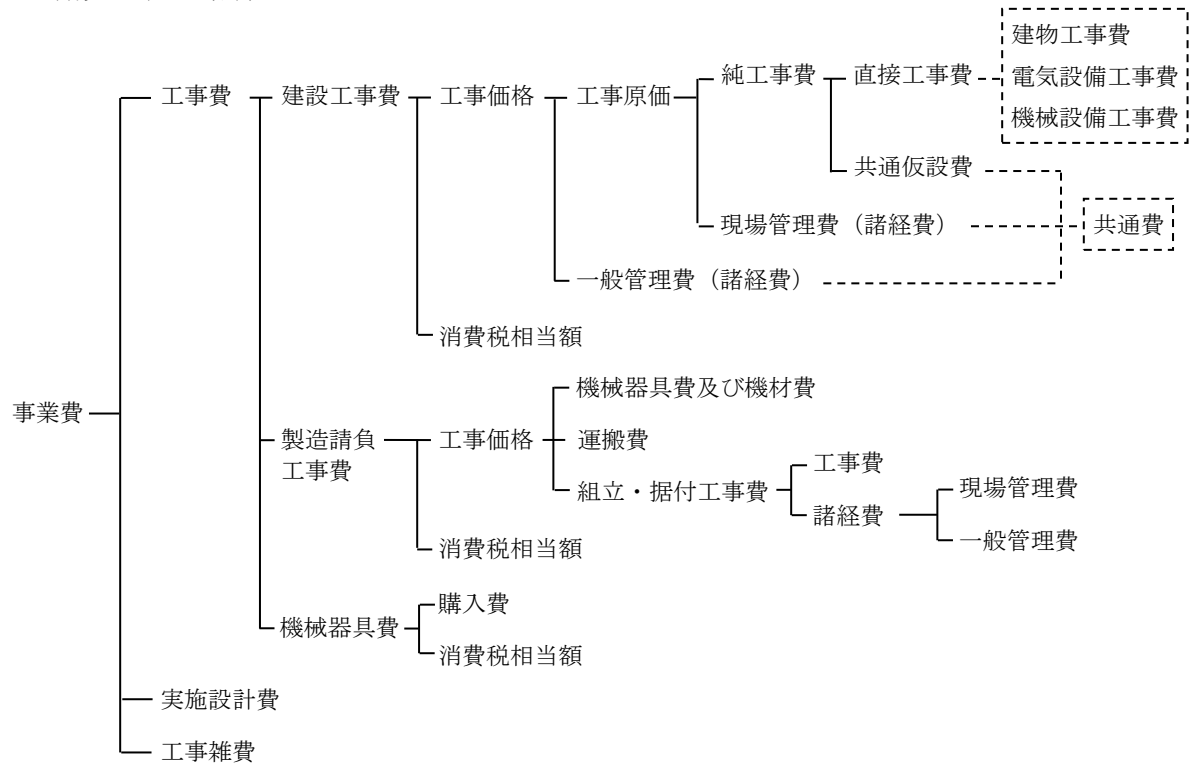 建物工事費
純工事費
直接工事費
電気設備工事費
工事費
建設工事費
工事価格
工事原価
機械設備工事費
共通仮設費
現場管理費（諸経費）
共通費
一般管理費（諸経費）
消費税相当額
機械器具費及び機材費
事業費
製造請負
工事費
工事価格
運搬費
組立・据付工事費
工事費
諸経費
現場管理費
一般管理費
消費税相当額
購入費
機械器具費
消費税相当額
実施設計費
工事雑費